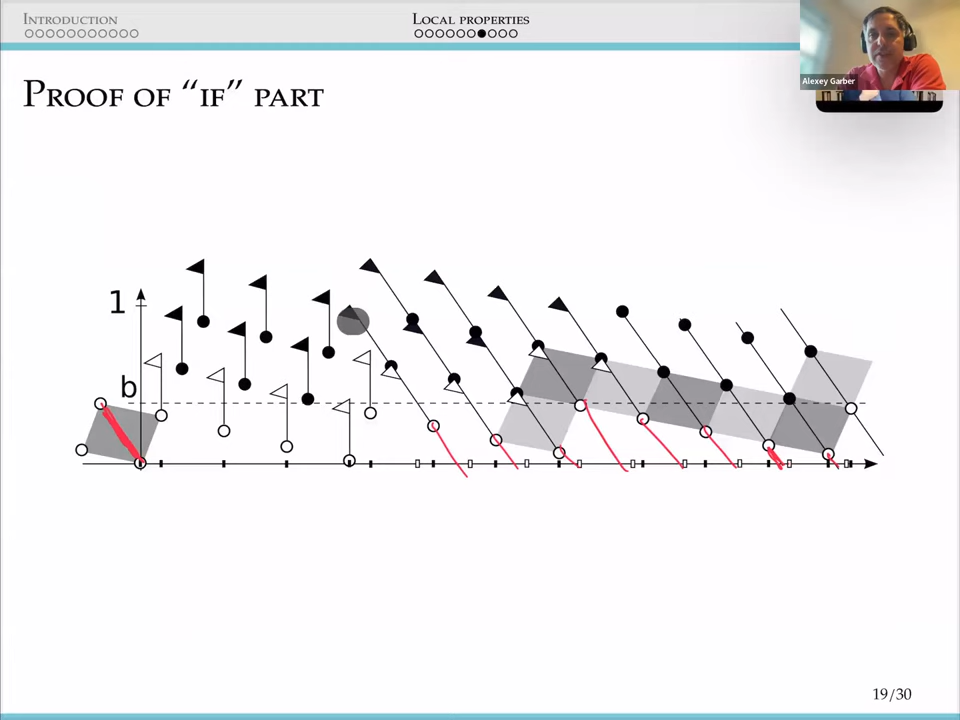 INTRODUCTION
LOCAL PROPERTIES
Alexey Garber
PROOF OF “IF” PART
1
b
19/30